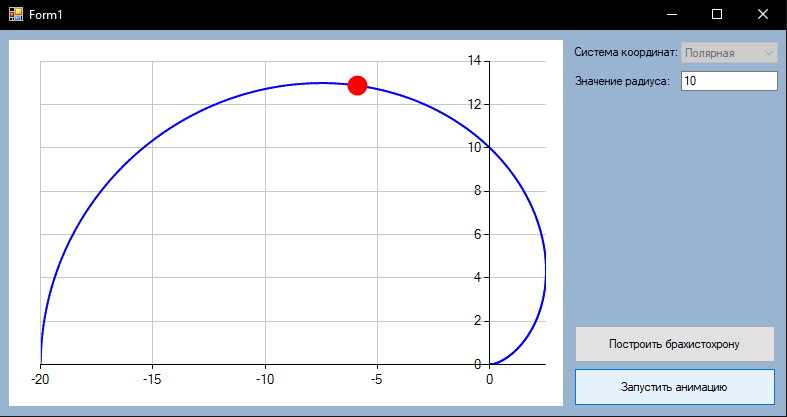 Form1
Система координат: Полярная
Значение радиуса: 10
14
12
10
8
6
4
2
0
-20 -15 -10 -5 0
Построить брахистохрону
Запустить анимацию